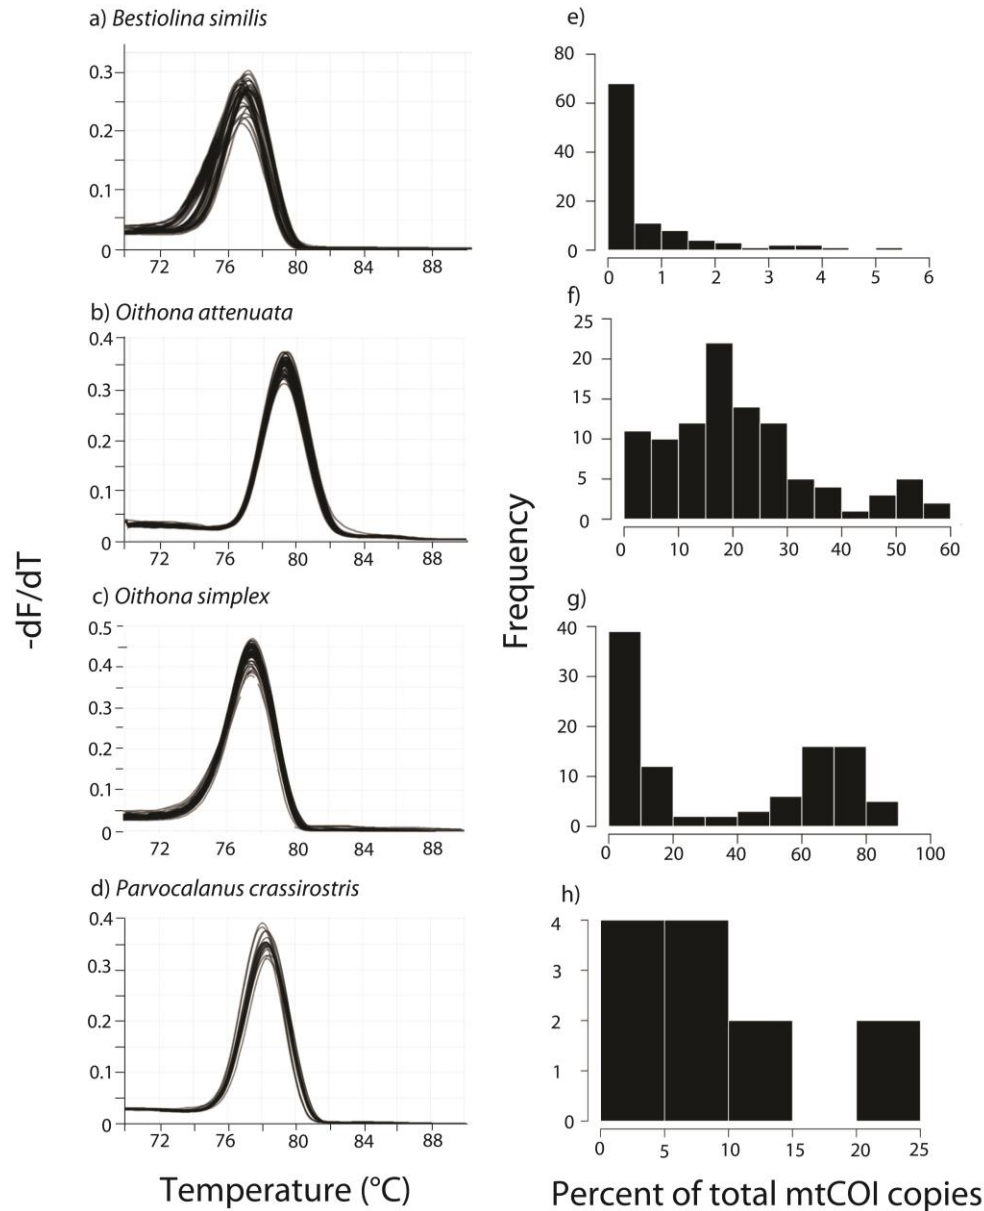 a) Bestiolina similis
0.3
0.2
0.1
0
72 76 80 84 88
b) Oithona attenuata
0.4
0.3
0.2
0.1
0
72 76 80 84 88
c) Oithona simplex
0.5
0.4
0.3
0.2
0.1
0
72 76 80 84 88
d) Parvocalanus crassirostris
0.4
0.3
0.2
0.1
0
72 76 80 84 88
-dF/dT
Temperature (°C)
e)
80
60
40
20
0
0 1 2 3 4 5 6
f)
25
20
15
10
5
0
0 10 20 30 40 50 60
g)
40
30
20
10
0
0 20 40 60 80 100
h)
4
3
2
1
0
0 5 10 15 20 25
Frequency
Percent of total mtCOI copies